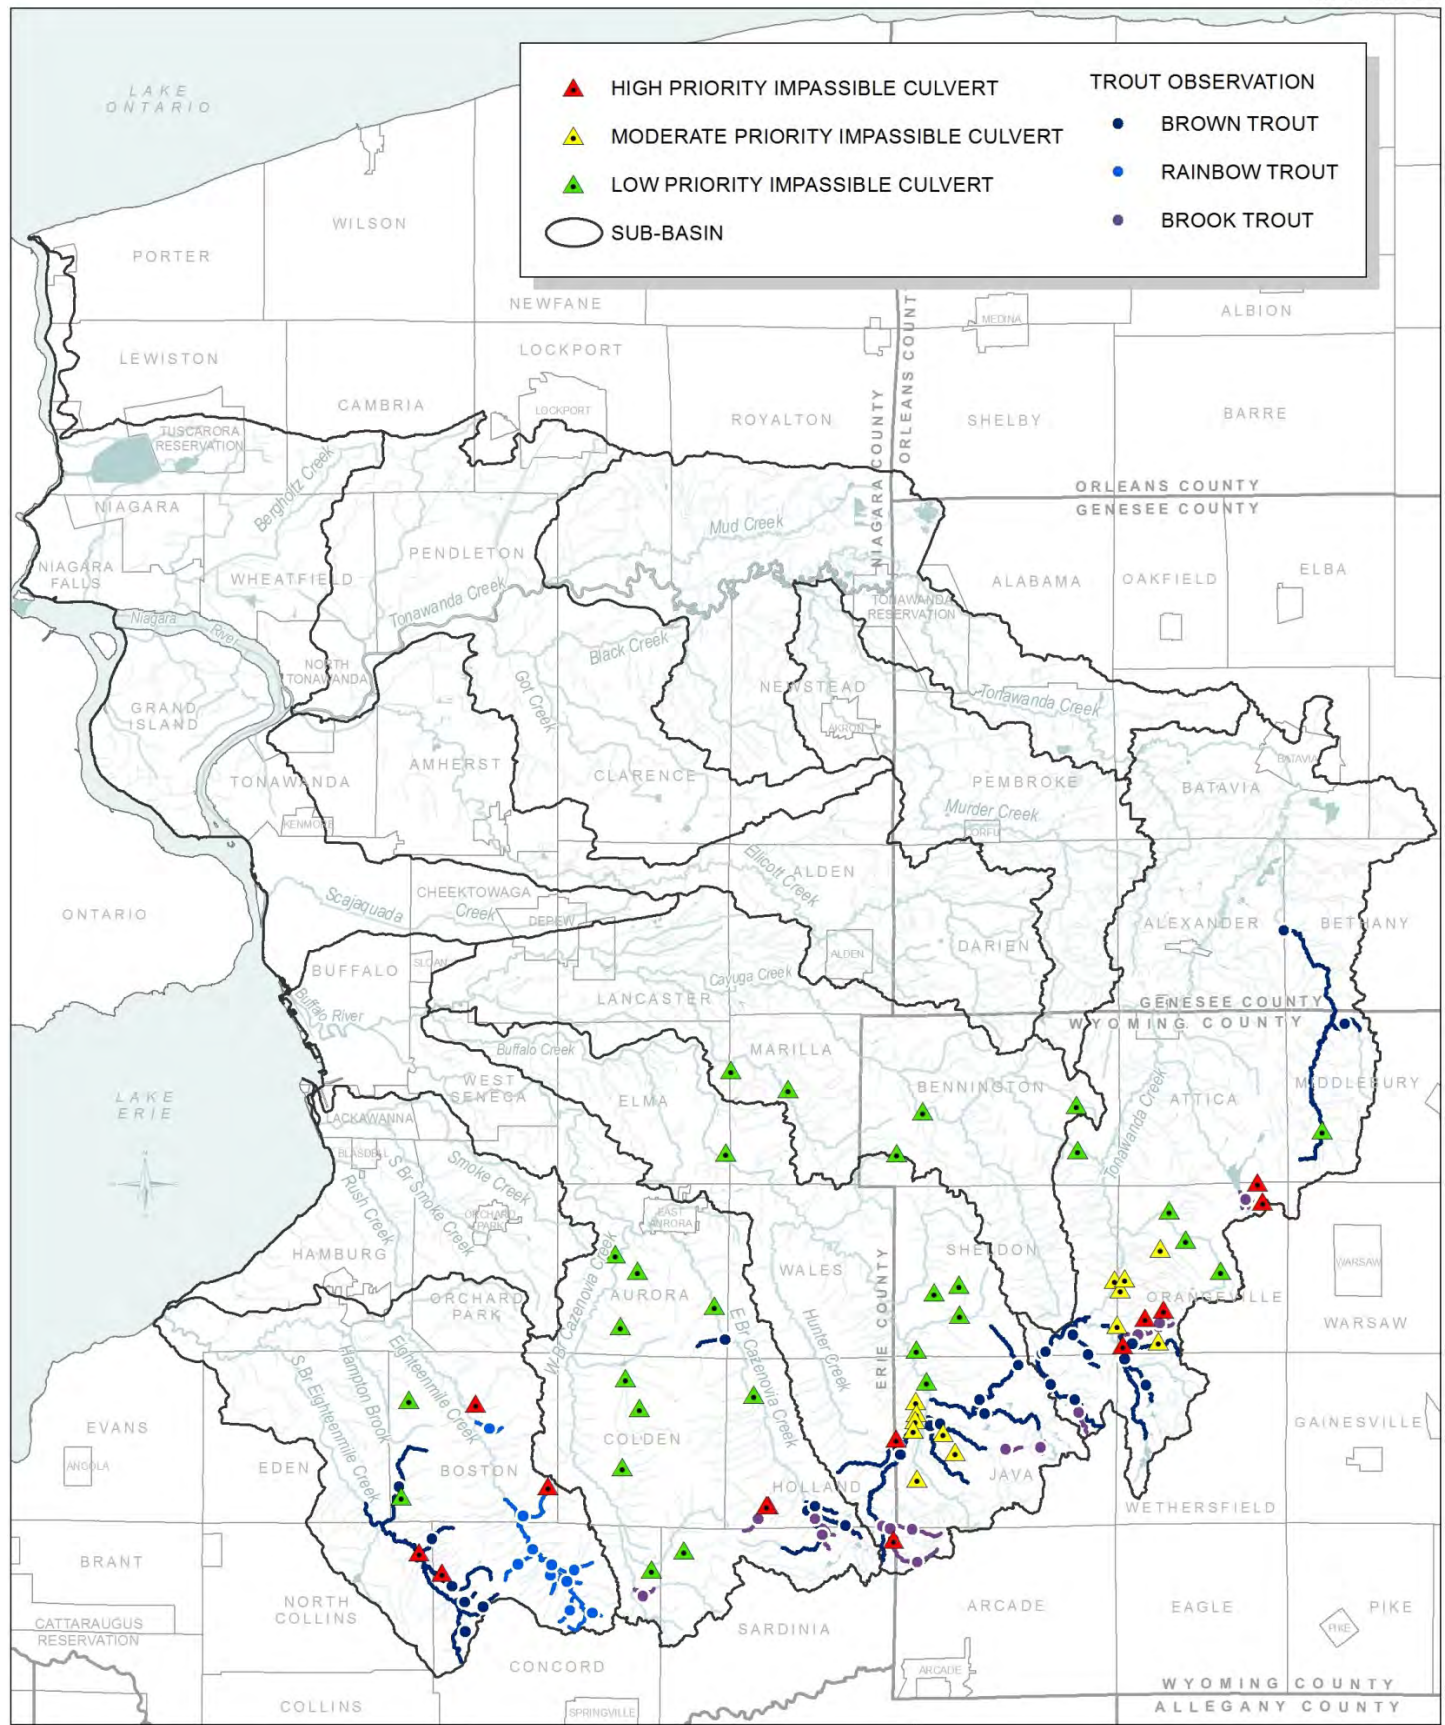 LAKE
ONTARIO
HIGH PRIORITY IMPASSIBLE CULVERT
MODERATE PRIORITY IMPASSIBLE CULVERT
LOW PRIORITY IMPASSIBLE CULVERT
SUB-BASIN
TROUT OBSERVATION
BROWN TROUT
RAINBOW TROUT
BROOK TROUT
WILSON
PORTER
NEWFANE
MEDINA
ALBION
LEWISTON
LOCKPORT
CAMBRIA
LOCKPORT
ROYALTON
NIAGARA COUNTY
ORLEANS COUNT
SHELBY
BARRE
TUSCARORA
RESERVATION
Bergholtz Creek
NIAGARA
ORLEANS COUNTY
GENESEE COUNTY
Mud Creek
PENDLETON
NIAGARA
FALLS
WHEATFIELD
Tonawanda Creek
ALABAMA
OAKFIELD
ELBA
TONAWANDA
RESERVATION
Niagara
River
Black Creek
NORTH
TONAWANDA
Got Creek
NEWSTEAD
Tonawanda Creek
GRAND
ISLAND
AKRON
BATAVIA
AMHERST
CLARENCE
TONAWANDA
PEMBROKE
BATAVIA
Murder Creek
KENMORE
CORFU
Ellicott Creek
ALDEN
CHEEKTOWAGA
Scajaquada
Creek
DEPEW
ONTARIO
ALEXANDER
BETHANY
DARIEN
ALDEN
BUFFALO
SLOAN
Cayuga Creek
LANCASTER
GENESEE COUNTY
WYOMING COUNTY
Buffalo River
Buffalo Creek
MARILLA
WEST
SENECA
ELMA
BENNINGTON
ATTICA
MIDDLEBURY
LAKE
ERIE
LACKAWANNA
BLASDELL
Tonawanda Creek
Smoke Creek
S Br Smoke Creek
Rush Creek
ORCHARD
PARK
EAST
AURORA
HAMBURG
WALES
SHELDON
WARSAW
W Br Cazenovia Creek
AURORA
ERIE COUNTY
ORANGEVILLE
ORCHARD
PARK
E Br Cazenovia Creek
Hunter Creek
WARSAW
Eighteenmile Creek
Hampton Brook
S Br Eighteenmile Creek
EVANS
ANGOLA
EDEN
BOSTON
COLDEN
HOLLAND
JAVA
GAINESVILLE
WETHERSFIELD
BRANT
NORTH
COLLINS
CATTARAUGUS
RESERVATION
SARDINIA
ARCADE
EAGLE
PIKE
PIKE
CONCORD
ARCADE
COLLINS
SPRINGVILLE
WYOMING COUNTY
ALLEGANY COUNTY